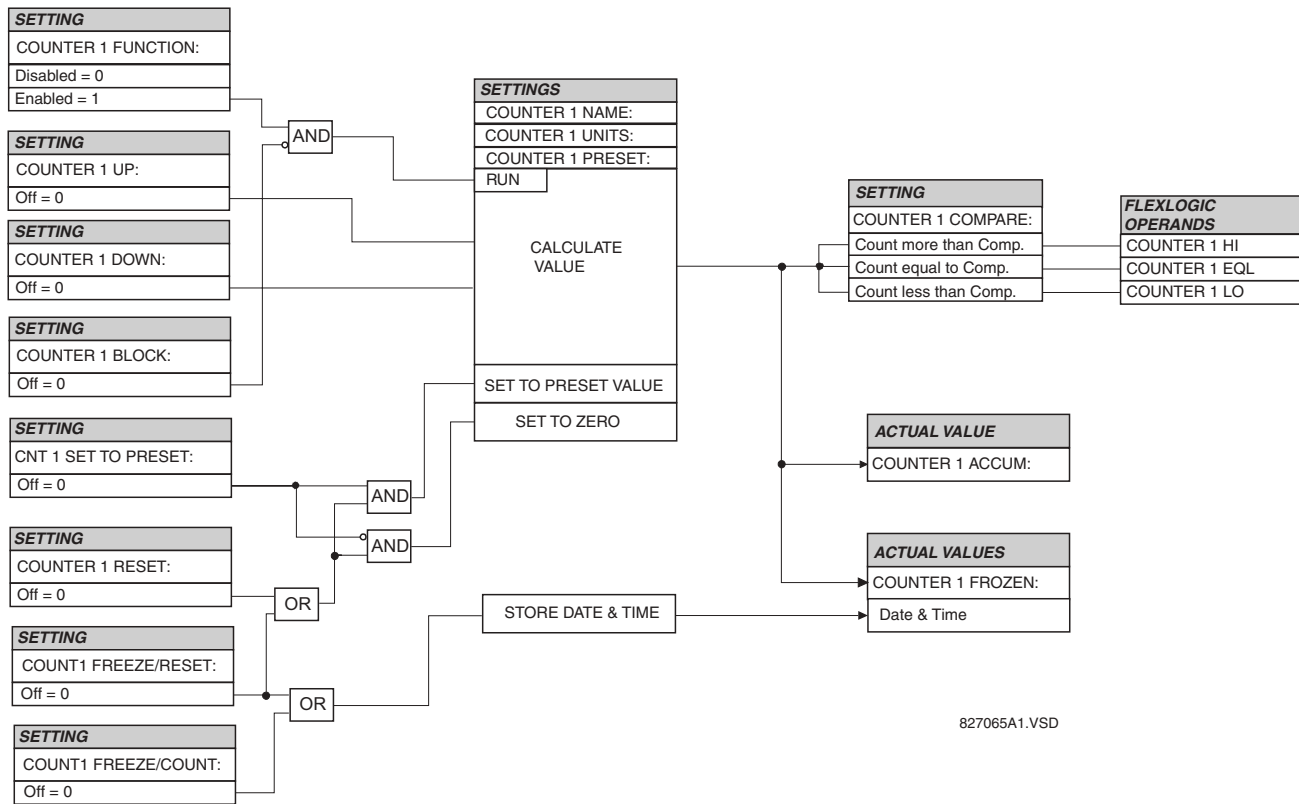 SETTING
COUNTER 1 FUNCTION:
Disabled = 0
Enabled = 1
SETTING
COUNTER 1 UP:
Off = 0
SETTING
COUNTER 1 DOWN:
Off = 0
SETTING
COUNTER 1 BLOCK:
Off = 0
SETTING
CNT 1 SET TO PRESET:
Off = 0
SETTING
COUNTER 1 RESET:
Off = 0
SETTING
COUNT1 FREEZE/RESET:
Off = 0
SETTING
COUNT1 FREEZE/COUNT:
Off = 0
AND
AND
AND
OR
OR
SETTINGS
COUNTER 1 NAME:
COUNTER 1 UNITS:
COUNTER 1 PRESET:
RUN
CALCULATE
VALUE
SET TO PRESET VALUE
SET TO ZERO
STORE DATE & TIME
SETTING
COUNTER 1 COMPARE:
Count more than Comp.
Count equal to Comp.
Count less than Comp.
FLEXLOGIC
OPERANDS
COUNTER 1 HI
COUNTER 1 EQL
COUNTER 1 LO
ACTUAL VALUE
COUNTER 1 ACCUM:
ACTUAL VALUES
COUNTER 1 FROZEN:
Date & Time
827065A1.VSD